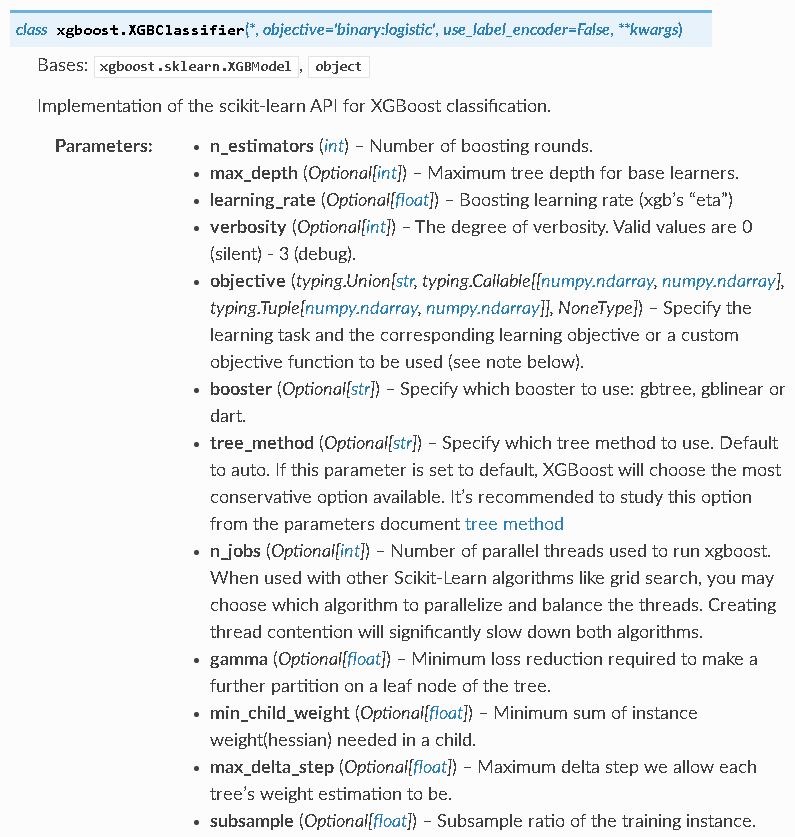 class xgboost.XGBClassifier(*, objective='binary:logistic', use_label_encoder=False, **kwargs)
Bases: xgboost.sklearn.XGBModel, object
Implementation of the scikit-learn API for XGBoost classification.
Parameters:
• n_estimators (int) – Number of boosting rounds.
• max_depth (Optional[int]) – Maximum tree depth for base learners.
• learning_rate (Optional[float]) – Boosting learning rate (xgb's “eta”)
• verbosity (Optional[int]) – The degree of verbosity. Valid values are 0
(silent) - 3 (debug).
• objective (typing.Union[str, typing.Callable[[numpy.ndarray, numpy.ndarray],
typing.Tuple[numpy.ndarray, numpy.ndarray]], NoneType]) – Specify the
learning task and the corresponding learning objective or a custom
objective function to be used (see note below).
• booster (Optional[str]) – Specify which booster to use: gbtree, gblinear or
dart.
• tree_method (Optional[str]) – Specify which tree method to use. Default
to auto. If this parameter is set to default, XGBoost will choose the most
conservative option available. It's recommended to study this option
from the parameters document tree method
• n_jobs (Optional[int]) – Number of parallel threads used to run xgboost.
When used with other Scikit-Learn algorithms like grid search, you may
choose which algorithm to parallelize and balance the threads. Creating
thread contention will significantly slow down both algorithms.
• gamma (Optional[float]) – Minimum loss reduction required to make a
further partition on a leaf node of the tree.
• min_child_weight (Optional[float]) – Minimum sum of instance
weight(hessian) needed in a child.
• max_delta_step (Optional[float]) – Maximum delta step we allow each
tree's weight estimation to be.
• subsample (Optional[float]) – Subsample ratio of the training instance.